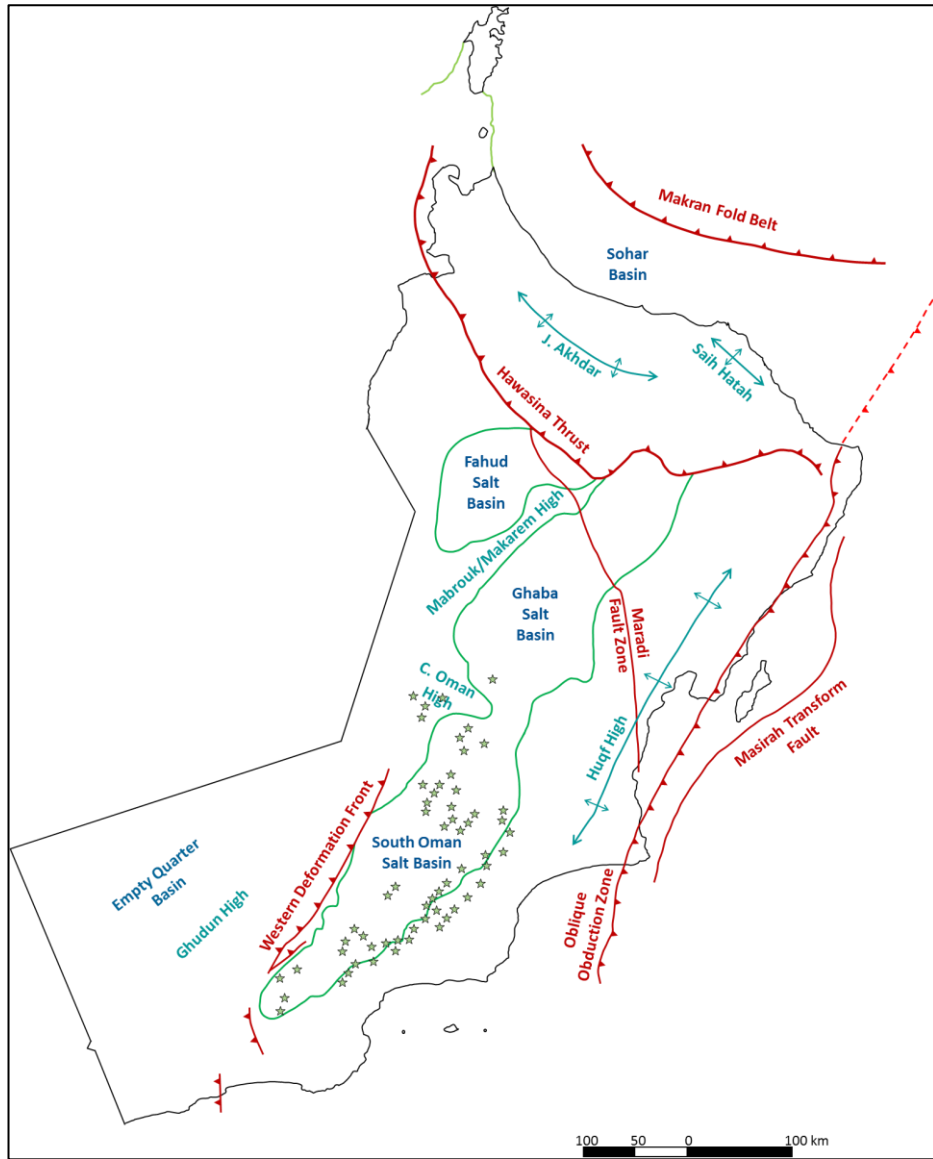 Makran Fold Belt
Sohar
Basin
J. Akhdar
Saih Hatah
Hawasina Thrust
Fahud
Salt
Basin
Mabrouk/Makarem High
Ghaba
Salt
Basin
Maradi
Fault Zone
C. Oman
High
Huqf High
Masirah Transform
Fault
Western Deformation Front
South Oman
Salt Basin
Empty Quarter
Basin
Ghudun High
Oblique
Obduction Zone
100 50 0 100 km